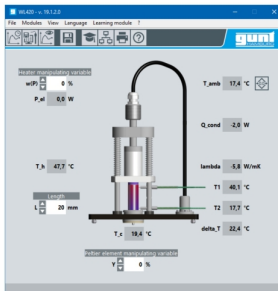 WL420 - v. 19.1.2.0
File Modules View Language Learning module ?
gunt
Heater manipulating variable
w(P) 0 %
P_el 0,0 W
T_amb 17,4 °C
Q_cond -2,0 W
T_h 47,7 °C
lambda -5,8 W/mK
T1 40,1 °C
Length
L 20 mm
T2 17,7 °C
T_c 18,4 °C
delta_T 22,4 °C
Peltier element manipulating variable
Y 0 %